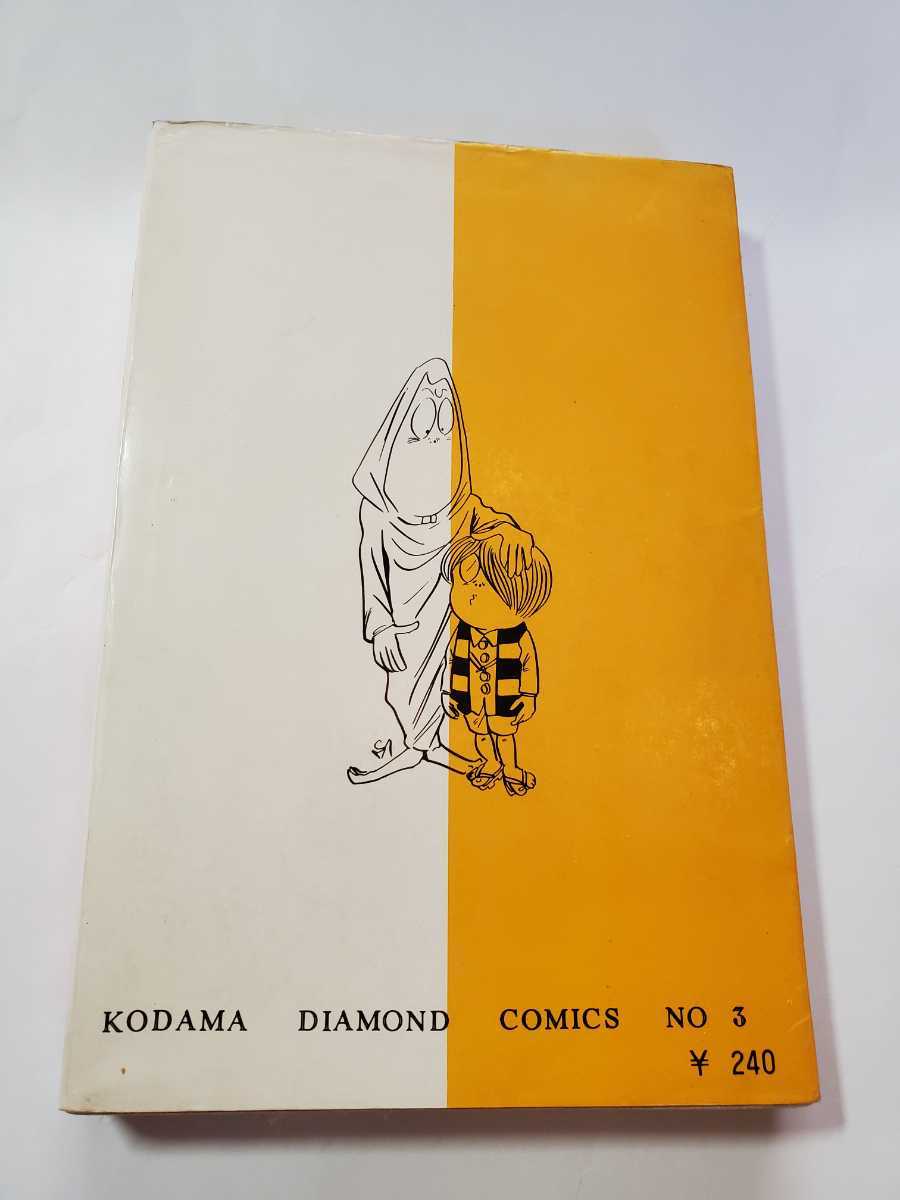 KODAMA DIAMOND COMICS NO 3
¥ 240